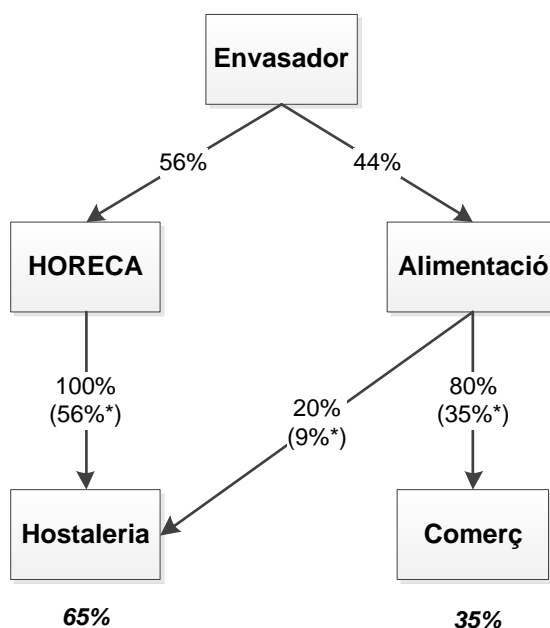 Envasador
56%
44%
HORECA
Alimentació
100%
(56%*)
20%
(9%*)
80%
(35%*)
Hostaleria
Comerç
65%
35%